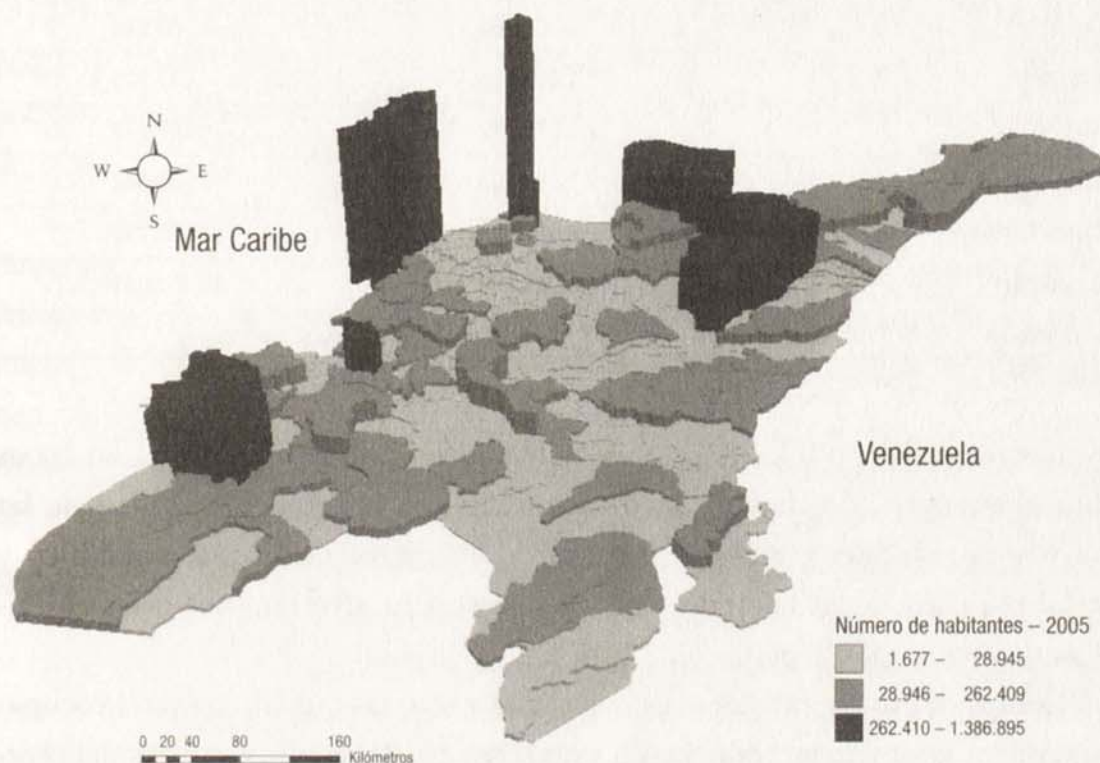 N
W E
S
Mar Caribe
Venezuela
Número de habitantes – 2005
1.677 – 28.945
28.946 – 262.409
262.410 – 1.386.895
0 20 40 80 160
Kilómetros